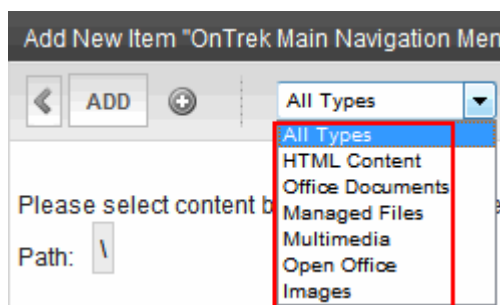 Add New Item "OnTrek Main Navigation Men
ADD
All Types
All Types
HTML Content
Office Documents
Managed Files
Multimedia
Open Office
Images
Please select content b
Path: \